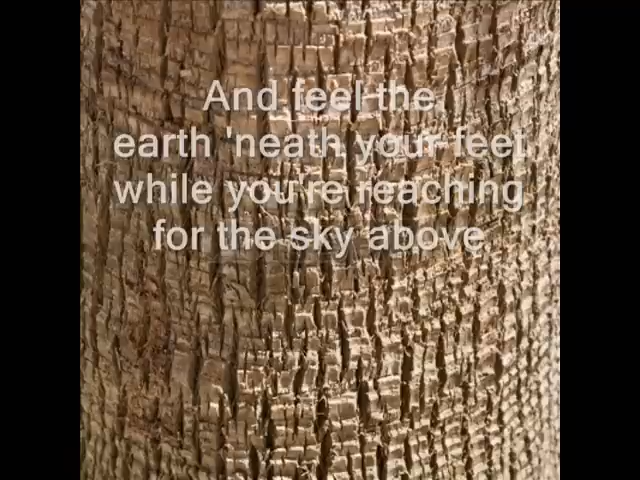 And feel the
earth 'neath your feet
while you're reaching
for the sky above